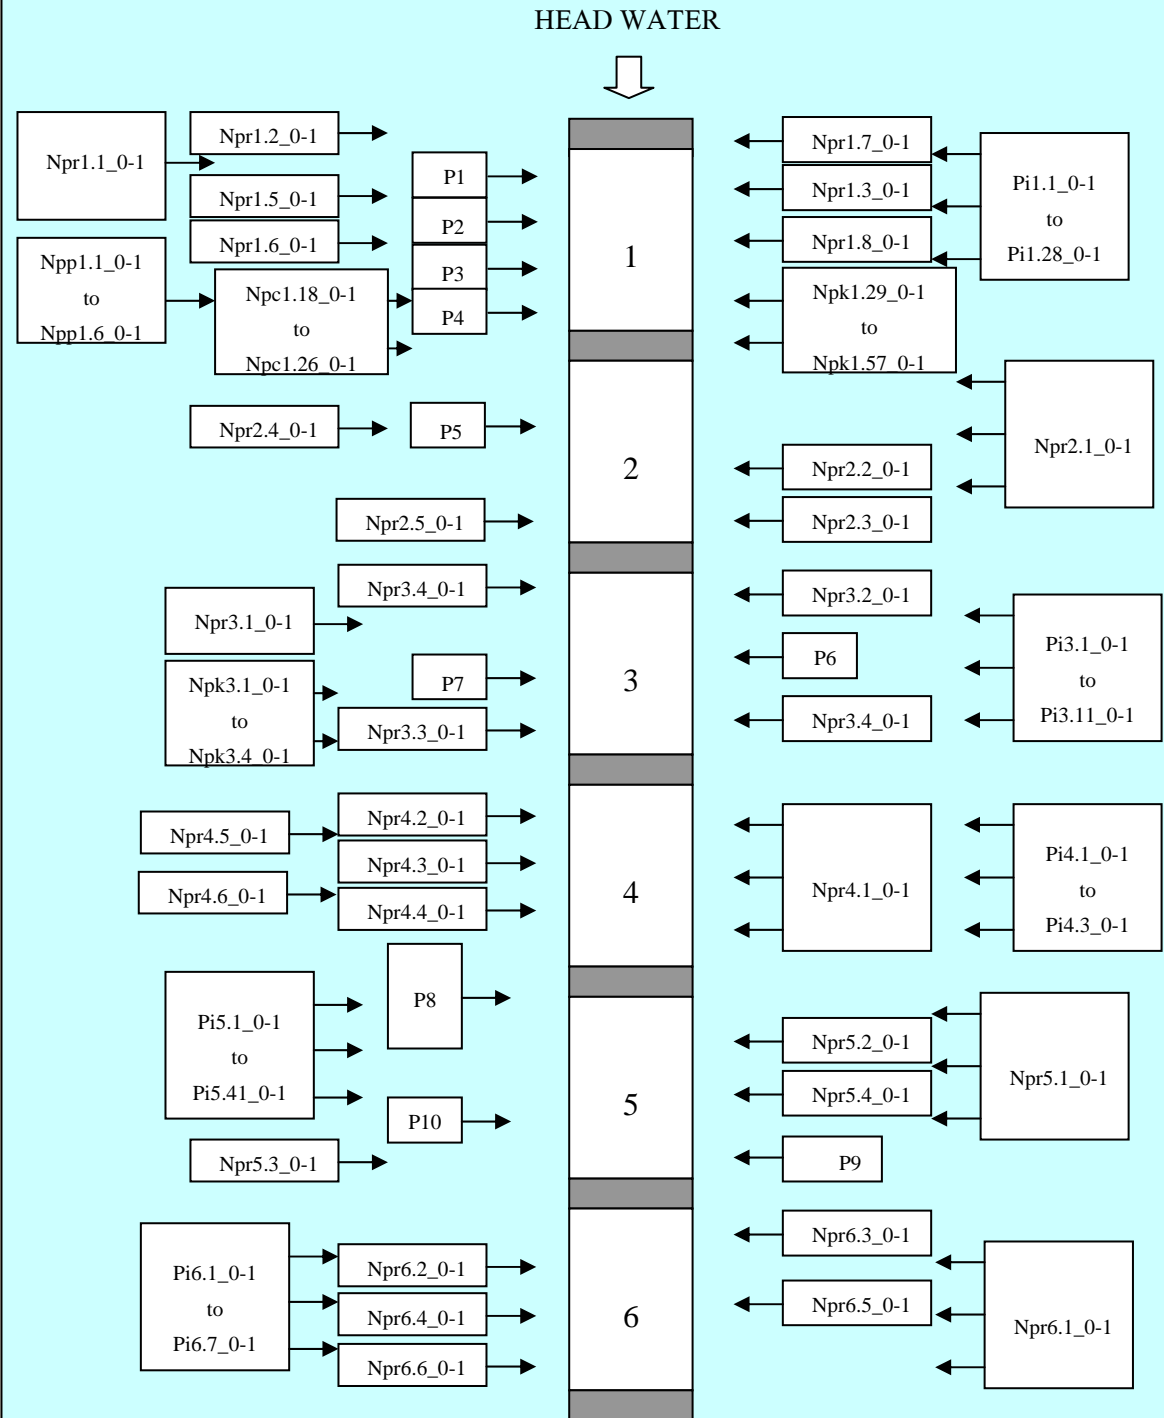 HEAD WATER
Npr1.1_0-1
Npr1.2_0-1
Npr1.5_0-1
Npr1.6_0-1
Npp1.1_0-1
to
Npp1.6_0-1
Npc1.18_0-1
to
Npc1.26_0-1
P1
P2
P3
P4
1
Npr1.7_0-1
Npr1.3_0-1
Npr1.8_0-1
Npk1.29_0-1
to
Npk1.57_0-1
Pi1.1_0-1
to
Pi1.28_0-1
Npr2.4_0-1
P5
Npr2.5_0-1
2
Npr2.2_0-1
Npr2.3_0-1
Npr2.1_0-1
Npr3.4_0-1
Npr3.1_0-1
Npk3.1_0-1
to
Npk3.4_0-1
P7
Npr3.3_0-1
3
Npr3.2_0-1
P6
Npr3.4_0-1
Pi3.1_0-1
to
Pi3.11_0-1
Npr4.5_0-1
Npr4.6_0-1
Npr4.2_0-1
Npr4.3_0-1
Npr4.4_0-1
4
Npr4.1_0-1
Pi4.1_0-1
to
Pi4.3_0-1
Pi5.1_0-1
to
Pi5.41_0-1
P8
P10
Npr5.3_0-1
5
Npr5.2_0-1
Npr5.4_0-1
P9
Npr5.1_0-1
Pi6.1_0-1
to
Pi6.7_0-1
Npr6.2_0-1
Npr6.4_0-1
Npr6.6_0-1
6
Npr6.3_0-1
Npr6.5_0-1
Npr6.1_0-1